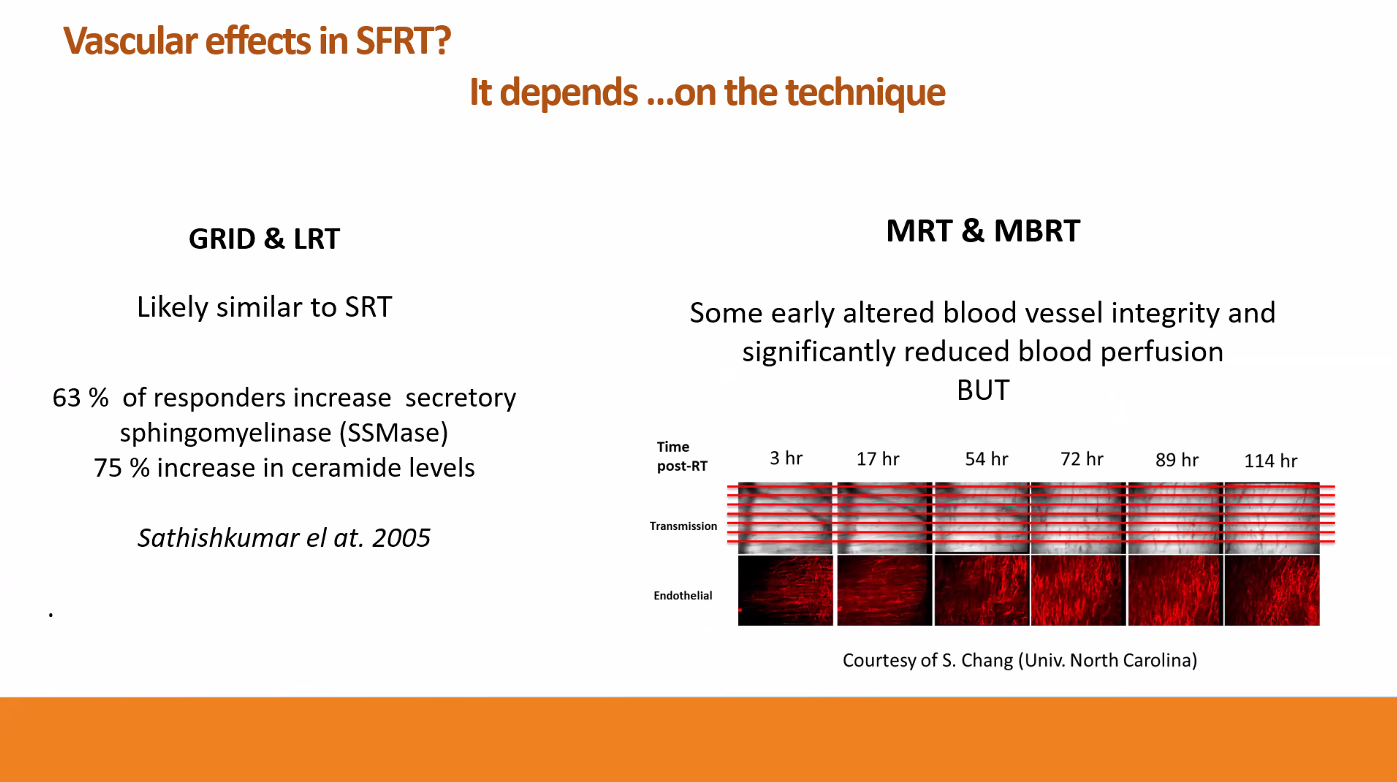 Vascular effects in SFRT?
It depends ...on the technique
GRID & LRT
Likely similar to SRT
63 % of responders increase secretory
sphingomyelinase (SSMase)
75 % increase in ceramide levels
Sathishkumar el at. 2005
.
MRT & MBRT
Some early altered blood vessel integrity and
significantly reduced blood perfusion
BUT
Time
post-RT
3 hr 17 hr 54 hr 72 hr 89 hr 114 hr
Transmission
Endothelial
Courtesy of S. Chang (Univ. North Carolina)